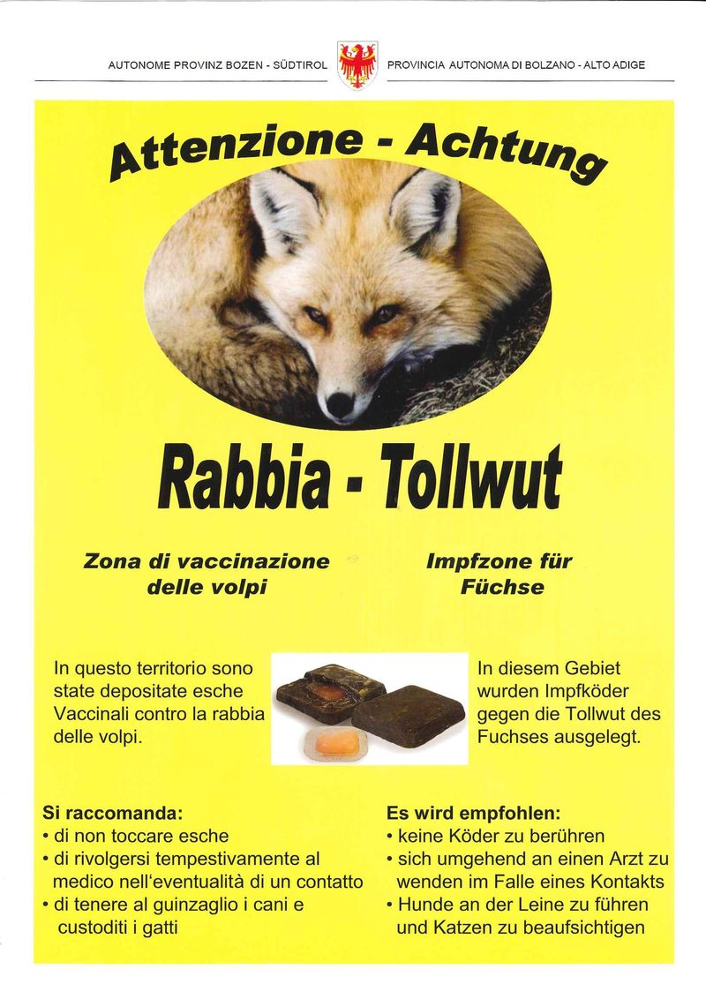 AUTONOME PROVINZ BOZEN - SÜDTIROL
PROVINCIA AUTONOMA DI BOLZANO - ALTO ADIGE
Attenzione - Achtung
Rabbia - Tollwut
Zona di vaccinazione
delle volpi
Impfzone für
Füchse
In questo territorio sono
state depositate esche
Vaccinali contro la rabbia
delle volpi.
In diesem Gebiet
wurden Impfköder
gegen die Tollwut des
Fuchses ausgelegt.
Si raccomanda:
• di non toccare esche
• di rivolgersi tempestivamente al
medico nell'eventualità di un contatto
• di tenere al guinzaglio i cani e
custoditi i gatti
Es wird empfohlen:
• keine Köder zu berühren
• sich umgehend an einen Arzt zu
wenden im Falle eines Kontakts
• Hunde an der Leine zu führen
und Katzen zu beaufsichtigen